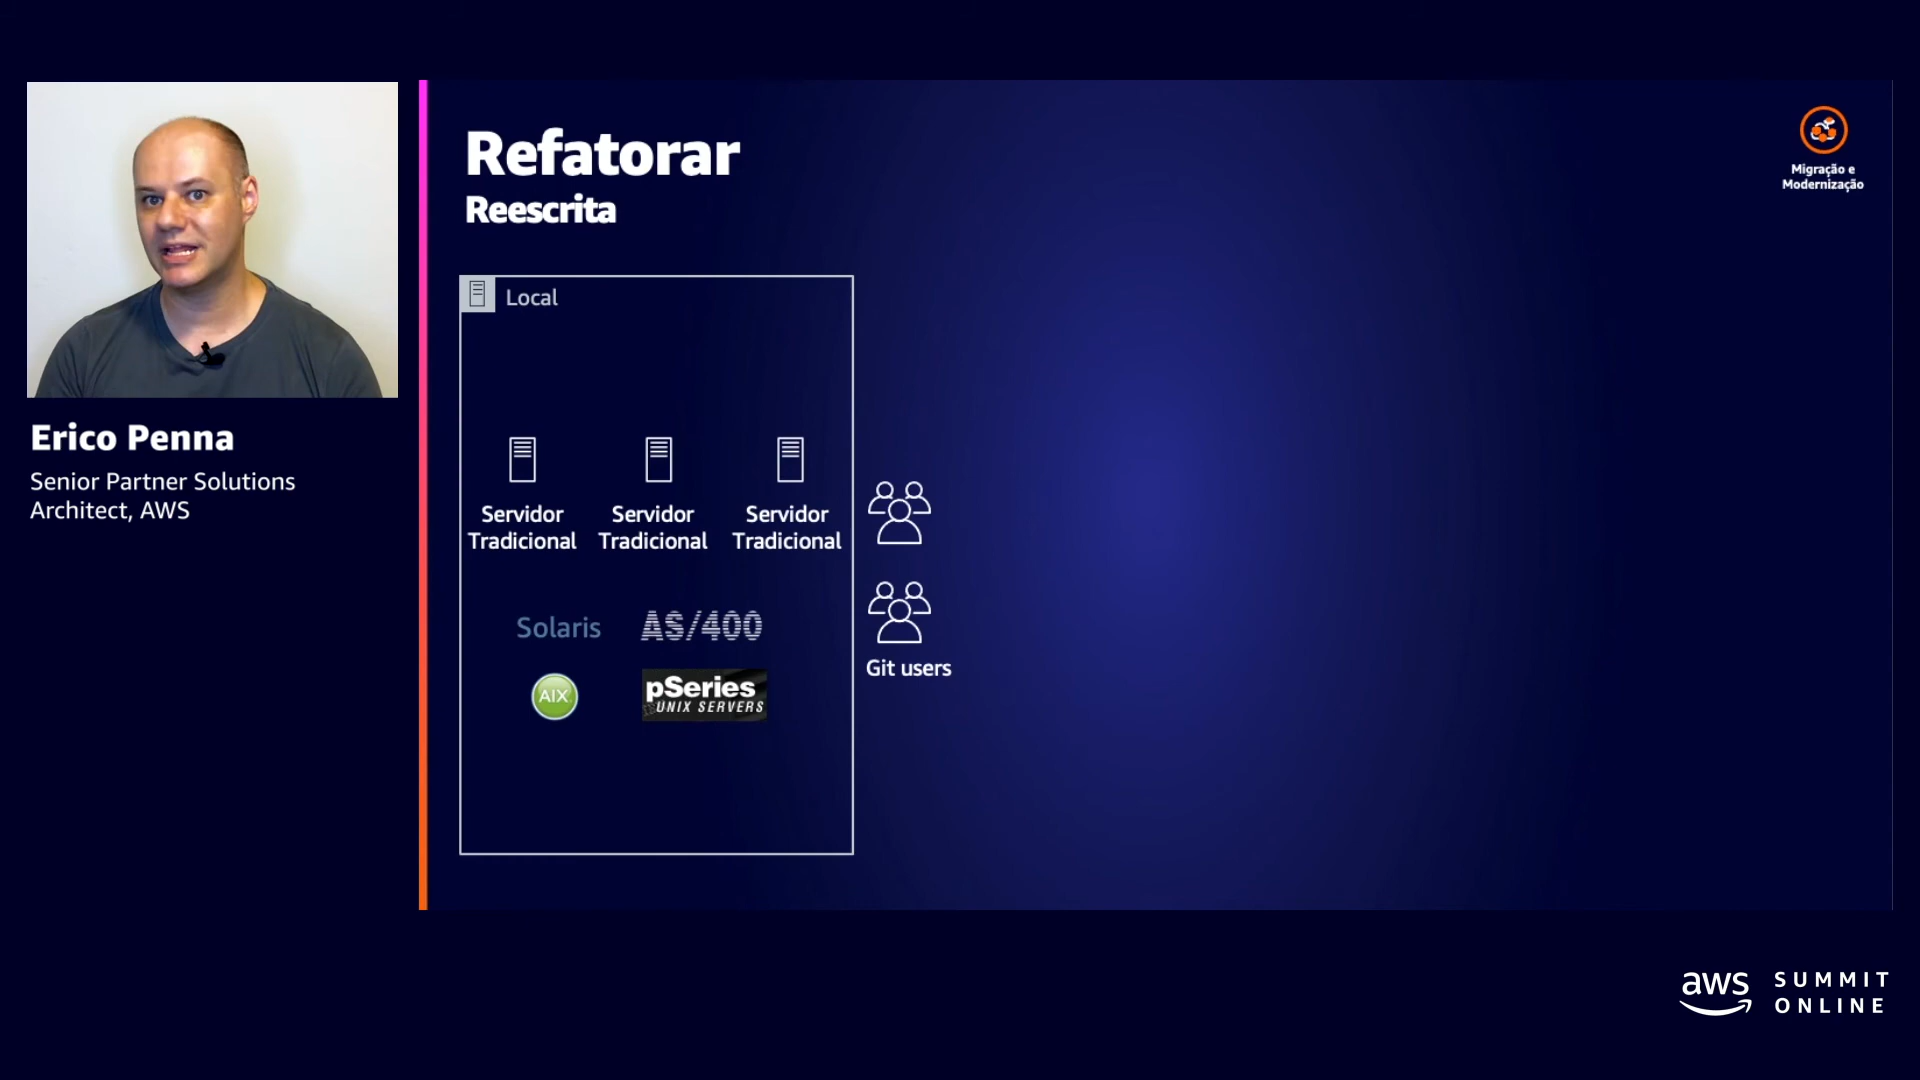 Refatorar
Reescrita
Migração e
Modernização
Local
Servidor
Tradicional
Servidor
Tradicional
Servidor
Tradicional
Solaris
AS/400
AIX
pSeries
UNIX SERVERS
Git users
Erico Penna
Senior Partner Solutions
Architect, AWS
aws
SUMMIT
ONLINE